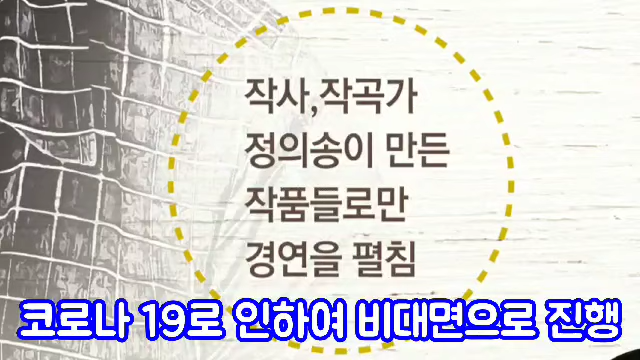 작사,작곡가
정의송이 만든
작품들로만
경연을 펼침
코로나 19로 인하여 비대면으로 진행